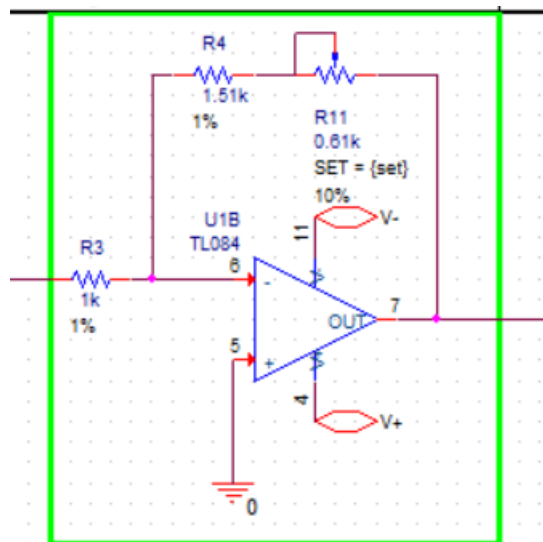 R4
1.51k
1%
R11
0.61k
SET = {set}
10%
U1B
TL084
11
V-
R3
1k
1%
6
-
7
OUT
5
+
4
V+
0